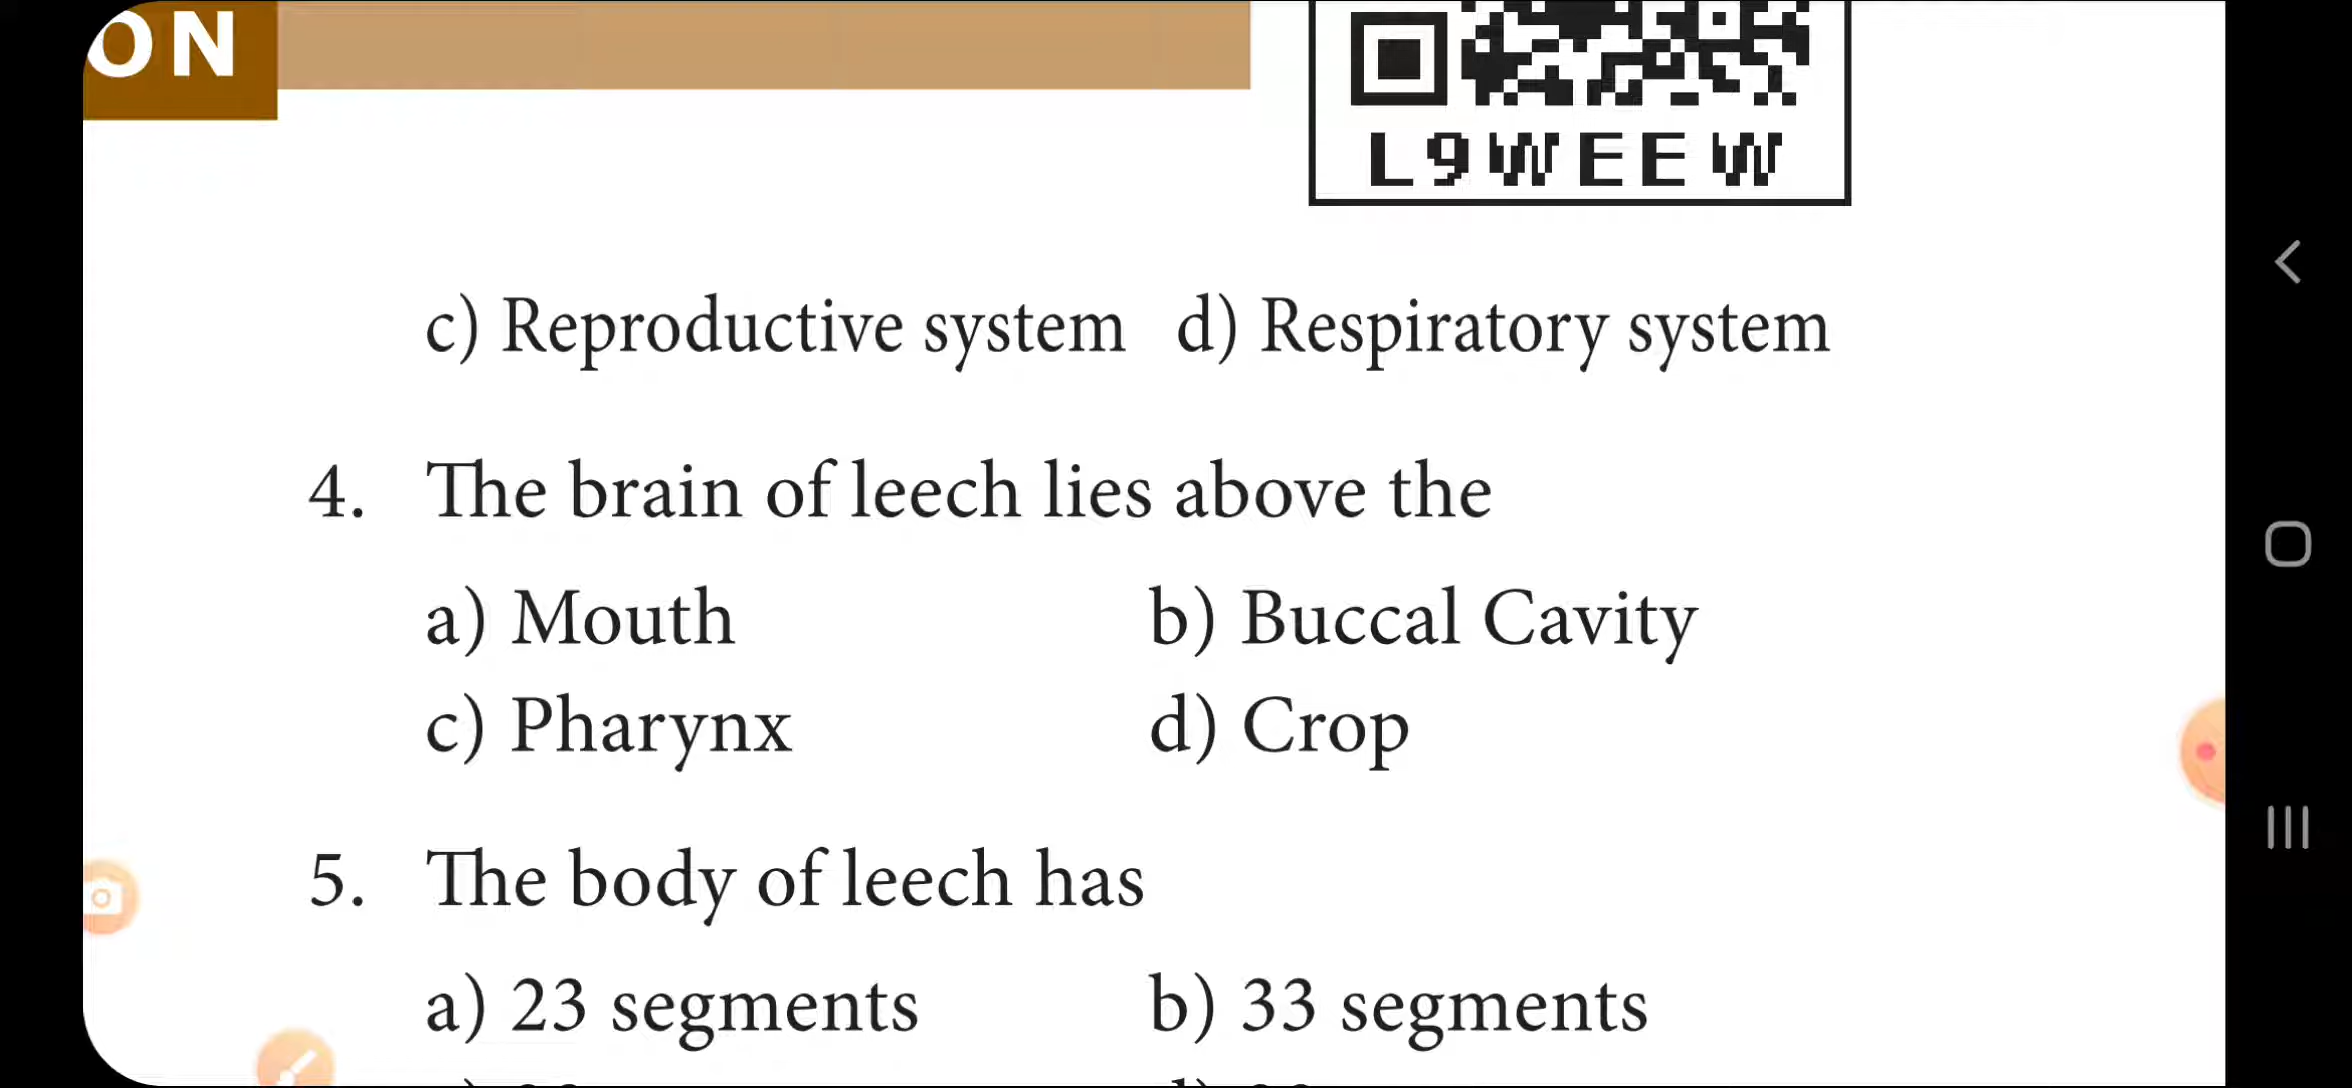 ON
L9WEEW
c) Reproductive system d) Respiratory system
4. The brain of leech lies above the
a) Mouth b) Buccal Cavity
c) Pharynx d) Crop
5. The body of leech has
a) 23 segments b) 33 segments